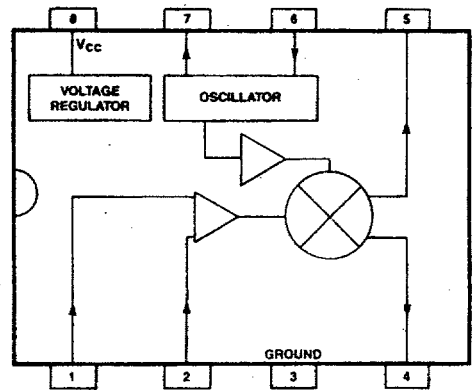 8 7 6 5
VCC
VOLTAGE
REGULATOR
OSCILLATOR
GROUND
1 2 3 4